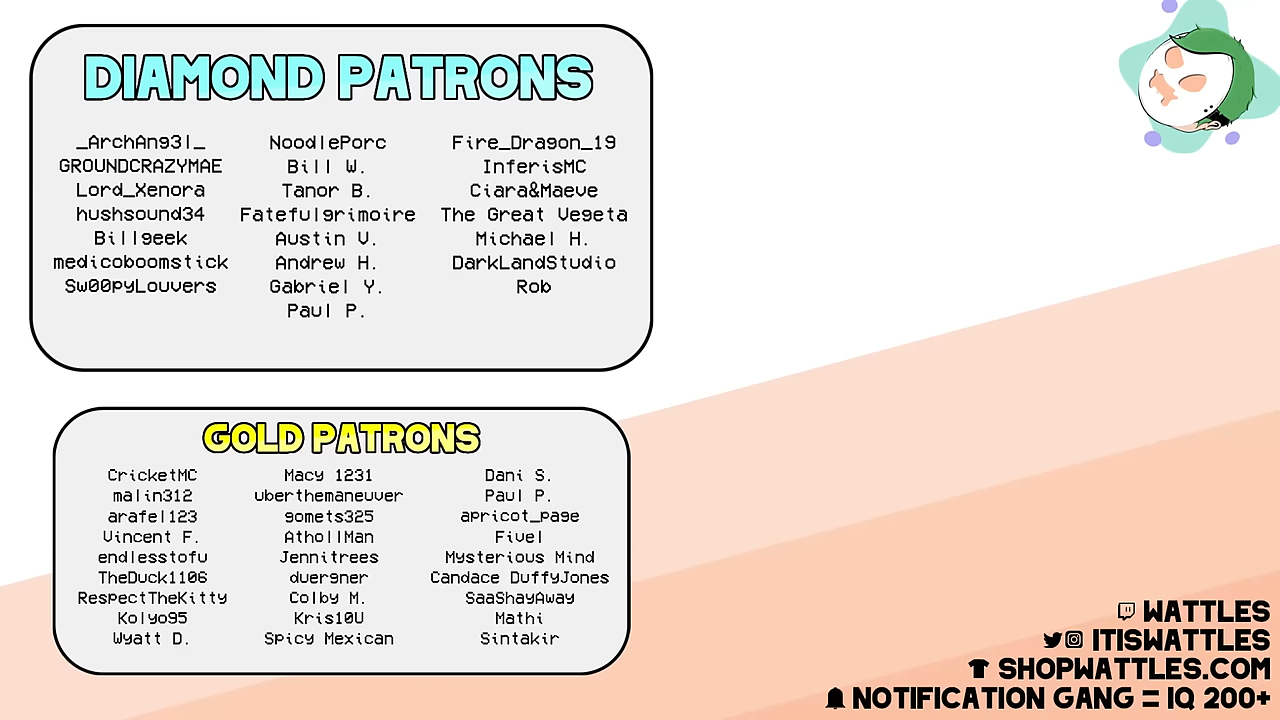 DIAMOND PATRONS
_ArchAng3l_
GROUNDCRAZYMAE
Lord_Xenora
hushsound34
Billgeek
medicoboomstick
Sw00pyLouvers
NoodlePorc
Bill W.
Tanor B.
Fatefulgrimoire
Austin V.
Andrew H.
Gabriel Y.
Paul P.
Fire_Dragon_19
InferisMC
Ciara&Maeve
The Great Vegeta
Michael H.
DarkLandStudio
Rob
GOLD PATRONS
CricketMC
malin312
arafel123
Vincent F.
endlesstofu
TheDuck1106
RespectTheKitty
Kolyo95
Wyatt D.
Macy 1231
uberthemaneuver
gomets325
AthollMan
Jennitrees
duergner
Colby M.
Kris10U
Spicy Mexican
Dani S.
Paul P.
apricot_page
Fivel
Mysterious Mind
Candace DuffyJones
SaaShayAway
Mathi
Sintakir
WATTLES
ITISWATTLES
SHOPWATTLES.COM
NOTIFICATION GANG = IQ 200+